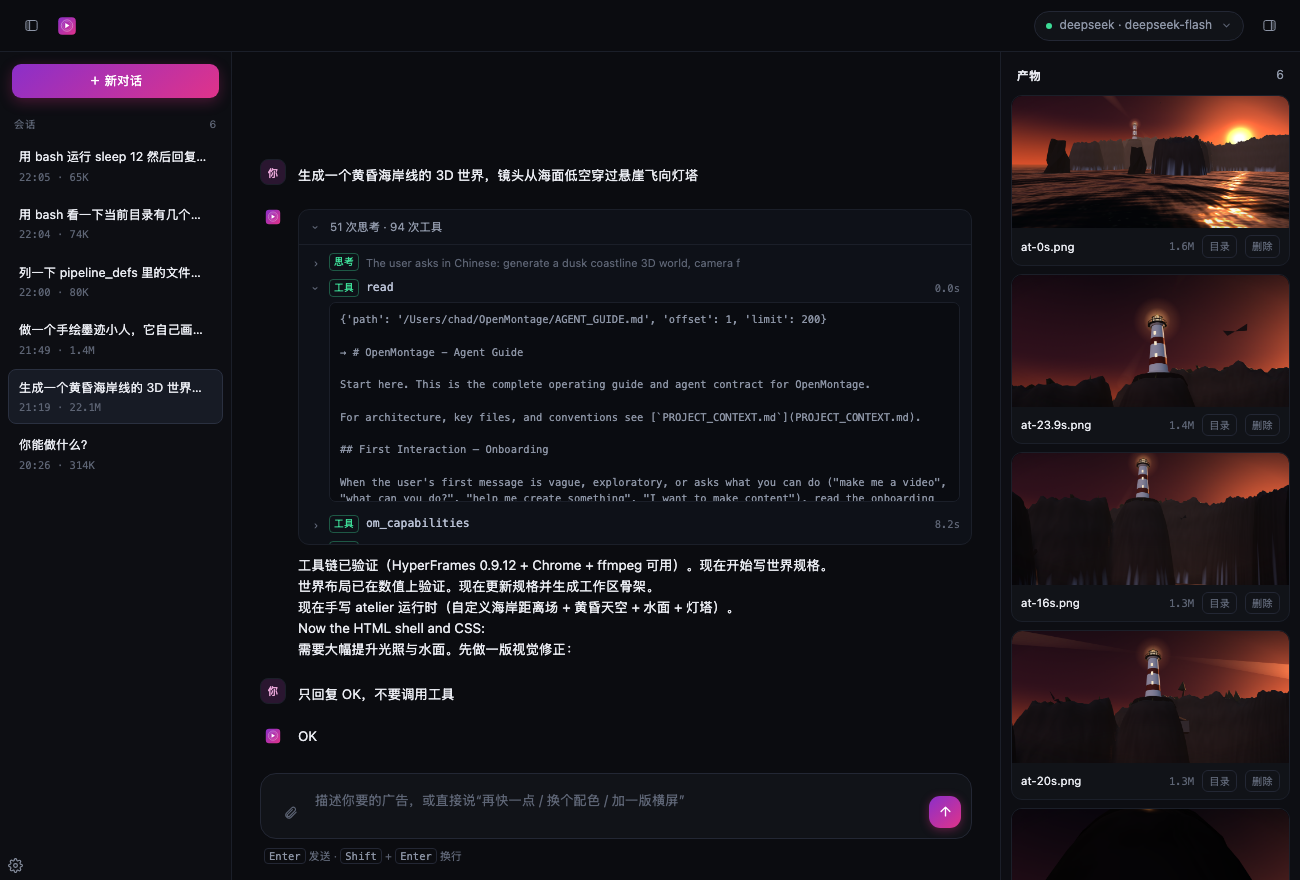 deepseek · deepseek-flash
+ 新对话
会话 6
用 bash 运行 sleep 12 然后回复...
22:05 · 65K
用 bash 看一下当前目录有几个...
22:04 · 74K
列一下 pipeline_defs 里的文件...
22:00 · 80K
做一个手绘墨迹小人，它自己画...
21:49 · 1.4M
生成一个黄昏海岸线的 3D 世界...
21:19 · 22.1M
你能做什么?
20:26 · 314K
你
生成一个黄昏海岸线的 3D 世界，镜头从海面低空穿过悬崖飞向灯塔
51 次思考 · 94 次工具
思考 The user asks in Chinese: generate a dusk coastline 3D world, camera f
工具 read 0.0s
{'path': '/Users/chad/OpenMontage/AGENT_GUIDE.md', 'offset': 1, 'limit': 200}
→ # OpenMontage — Agent Guide
Start here. This is the complete operating guide and agent contract for OpenMontage.
For architecture, key files, and conventions see [`PROJECT_CONTEXT.md`](PROJECT_CONTEXT.md).
## First Interaction — Onboarding
When the user's first message is vague, exploratory, or asks what you can do ("make me a video",
"what can you do?", "help me create something", "I want to make content"), read the onboarding
工具 om_capabilities 8.2s
工具链已验证（HyperFrames 0.9.12 + Chrome + ffmpeg 可用）。现在开始写世界规格。
世界布局已在数值上验证。现在更新规格并生成工作区骨架。
现在手写 atelier 运行时（自定义海岸距离场 + 黄昏天空 + 水面 + 灯塔）。
Now the HTML shell and CSS:
需要大幅提升光照与水面。先做一版视觉修正：
你
只回复 OK，不要调用工具
OK
描述你要的广告，或直接说“再快一点 / 换个配色 / 加一版横屏”
Enter 发送 · Shift + Enter 换行
产物 6
at-0s.png 1.6M 目录 删除
at-23.9s.png 1.4M 目录 删除
at-16s.png 1.3M 目录 删除
at-20s.png 1.3M 目录 删除